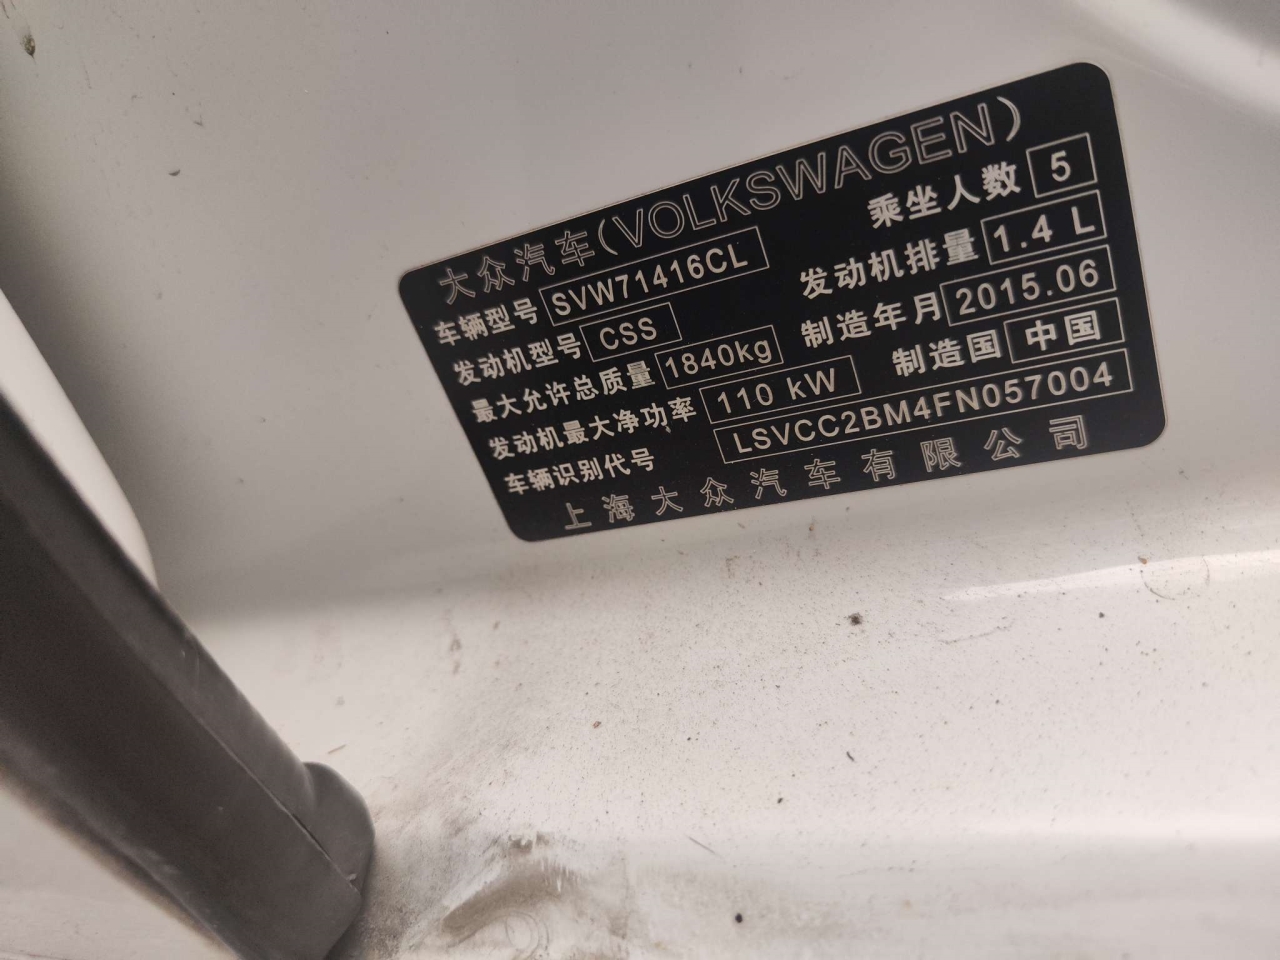 大众汽车(VOLKSWAGEN)
车辆型号 SVW71416CL 乘坐人数 5
发动机型号 CSS 发动机排量 1.4 L
最大允许总质量 1840kg 制造年月 2015.06
发动机最大净功率 110 kW 制造国 中国
车辆识别代号 LSVCC2BM4FN057004
上海大众汽车有限公司